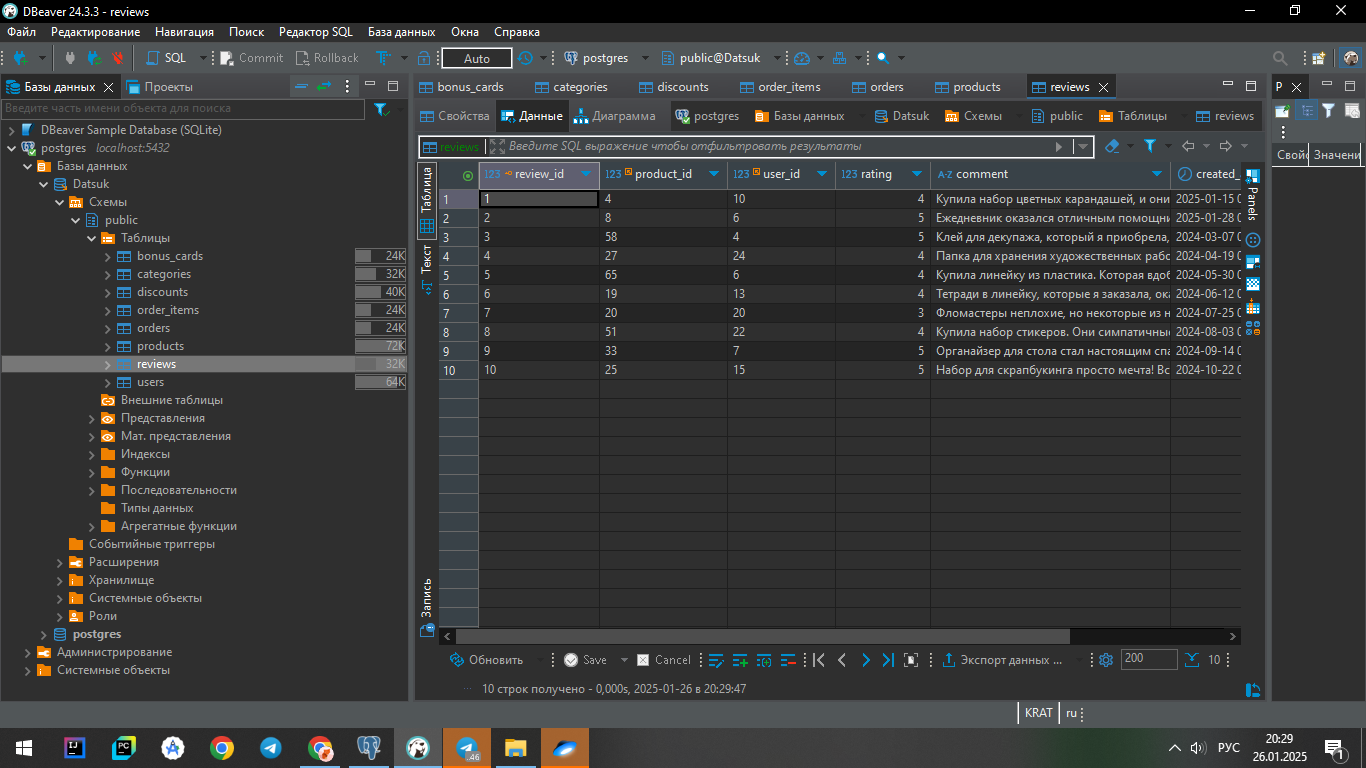 DBeaver 24.3.3 - reviews
Файл Редактирование Навигация Поиск Редактор SQL База данных Окна Справка
SQL Commit Rollback Auto postgres public@Datsuk
Базы данных Проекты
Введите часть имени объекта для поиска
DBeaver Sample Database (SQLite)
postgres localhost:5432
Базы данных
Datsuk
Схемы
public
Таблицы
bonus_cards 24K
categories 32K
discounts 40K
order_items 24K
orders 24K
products 72K
reviews 32K
users 64K
Внешние таблицы
Представления
Мат. представления
Индексы
Функции
Последовательности
Типы данных
Агрегатные функции
Событийные триггеры
Расширения
Хранилище
Системные объекты
Роли
postgres
Администрирование
Системные объекты
bonus_cards categories discounts order_items orders products reviews
Свойства Данные Диаграмма postgres Базы данных Datsuk Схемы public Таблицы reviews
reviews Введите SQL выражение чтобы отфильтровать результаты
Таблица
Текст
Запись
123 review_id 123 product_id 123 user_id 123 rating A-Z comment created_
1 1 4 10 4 Купила набор цветных карандашей, и они 2025-01-15 0
2 2 8 6 5 Ежедневник оказался отличным помощни 2025-01-28 0
3 3 58 4 5 Клей для декупажа, который я приобрела, 2024-03-07 0
4 4 27 24 4 Папка для хранения художественных рабо 2024-04-19 0
5 5 65 6 4 Купила линейку из пластика. Которая вдоб 2024-05-30 0
6 6 19 13 4 Тетради в линейку, которые я заказала, ока 2024-06-12 0
7 7 20 20 3 Фломастеры неплохие, но некоторые из н 2024-07-25 0
8 8 51 22 4 Купила набор стикеров. Они симпатичны 2024-08-03 0
9 9 33 7 5 Органайзер для стола стал настоящим спа 2024-09-14 0
10 10 25 15 5 Набор для скрапбукинга просто мечта! Вс 2024-10-22 0
Panels
P
Свойс Значени
Обновить Save Cancel Экспорт данных ... 200 10
10 строк получено - 0,000s, 2025-01-26 в 20:29:47
KRAT ru
IJ PC ..46 РУС 20:29
26.01.2025
1